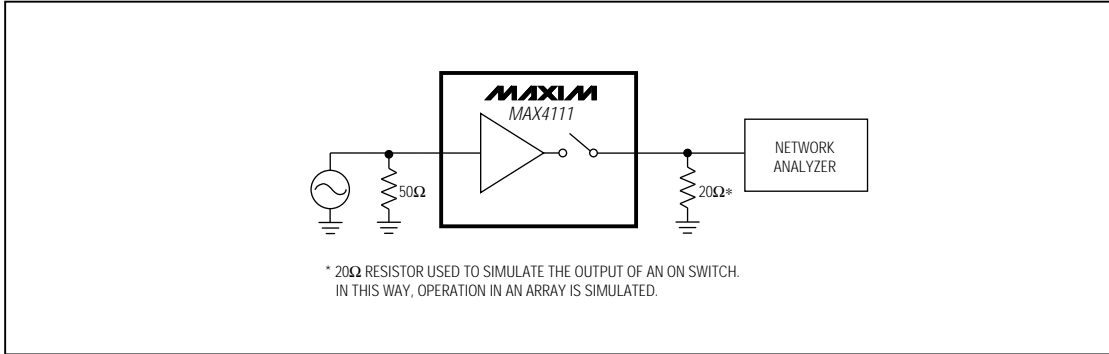 MAXIM
MAX4111
50Ω
20Ω*
NETWORK
ANALYZER
* 20Ω RESISTOR USED TO SIMULATE THE OUTPUT OF AN ON SWITCH.
IN THIS WAY, OPERATION IN AN ARRAY IS SIMULATED.